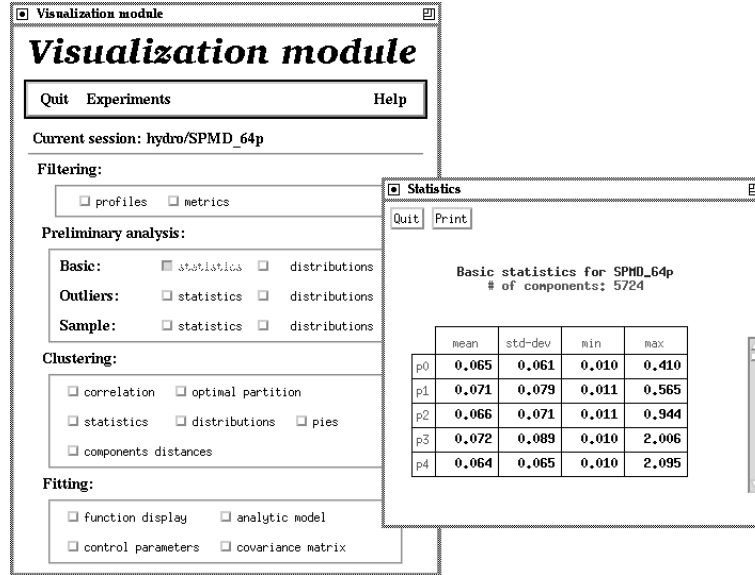 Visualization module
Visualization module
Quit Experiments Help
Current session: hydro/SPMD_64p
Filtering:
profiles metrics
Preliminary analysis:
Basic: statistics distributions
Outliers: statistics distributions
Sample: statistics distributions
Clustering:
correlation optimal partition
statistics distributions pies
components distances
Fitting:
function display analytic model
control parameters covariance matrix
Statistics
Quit Print
Basic statistics for SPMD_64p
# of components: 5724
mean std-dev min max
p0 0.065 0.061 0.010 0.410
p1 0.071 0.079 0.011 0.565
p2 0.066 0.071 0.011 0.944
p3 0.072 0.089 0.010 2.006
p4 0.064 0.065 0.010 2.095